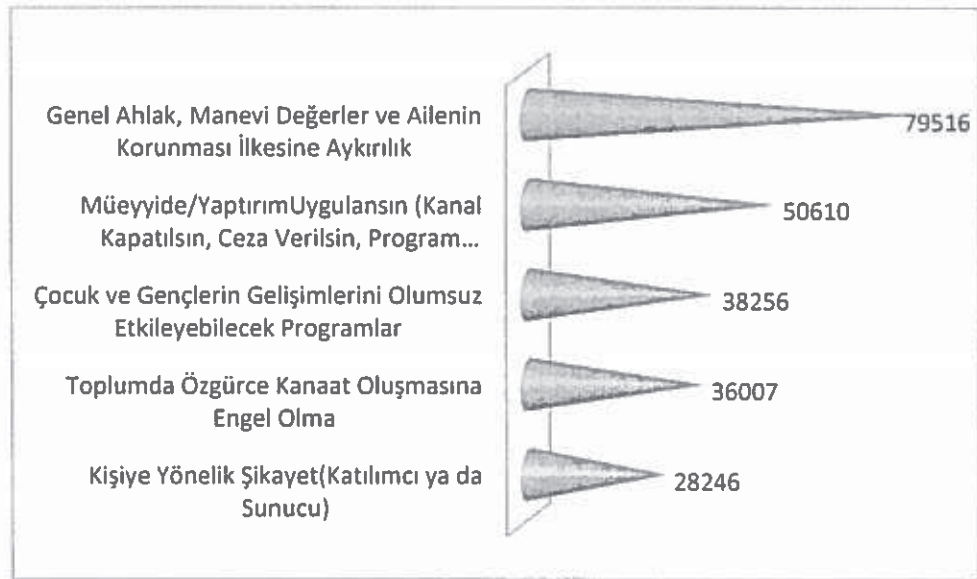 Genel Ahlak, Manevi Değerler ve Ailenin
Korunması İlkesine Aykırılık
79516
Müeyyide/YaptırımUygulansın (Kanal
Kapatılsın, Ceza Verilsin, Program...
50610
Çocuk ve Gençlerin Gelişimlerini Olumsuz
Etkileyebilecek Programlar
38256
Toplumda Özgürce Kanaat Oluşmasına
Engel Olma
36007
Kişiye Yönelik Şikayet(Katılımcı ya da
Sunucu)
28246